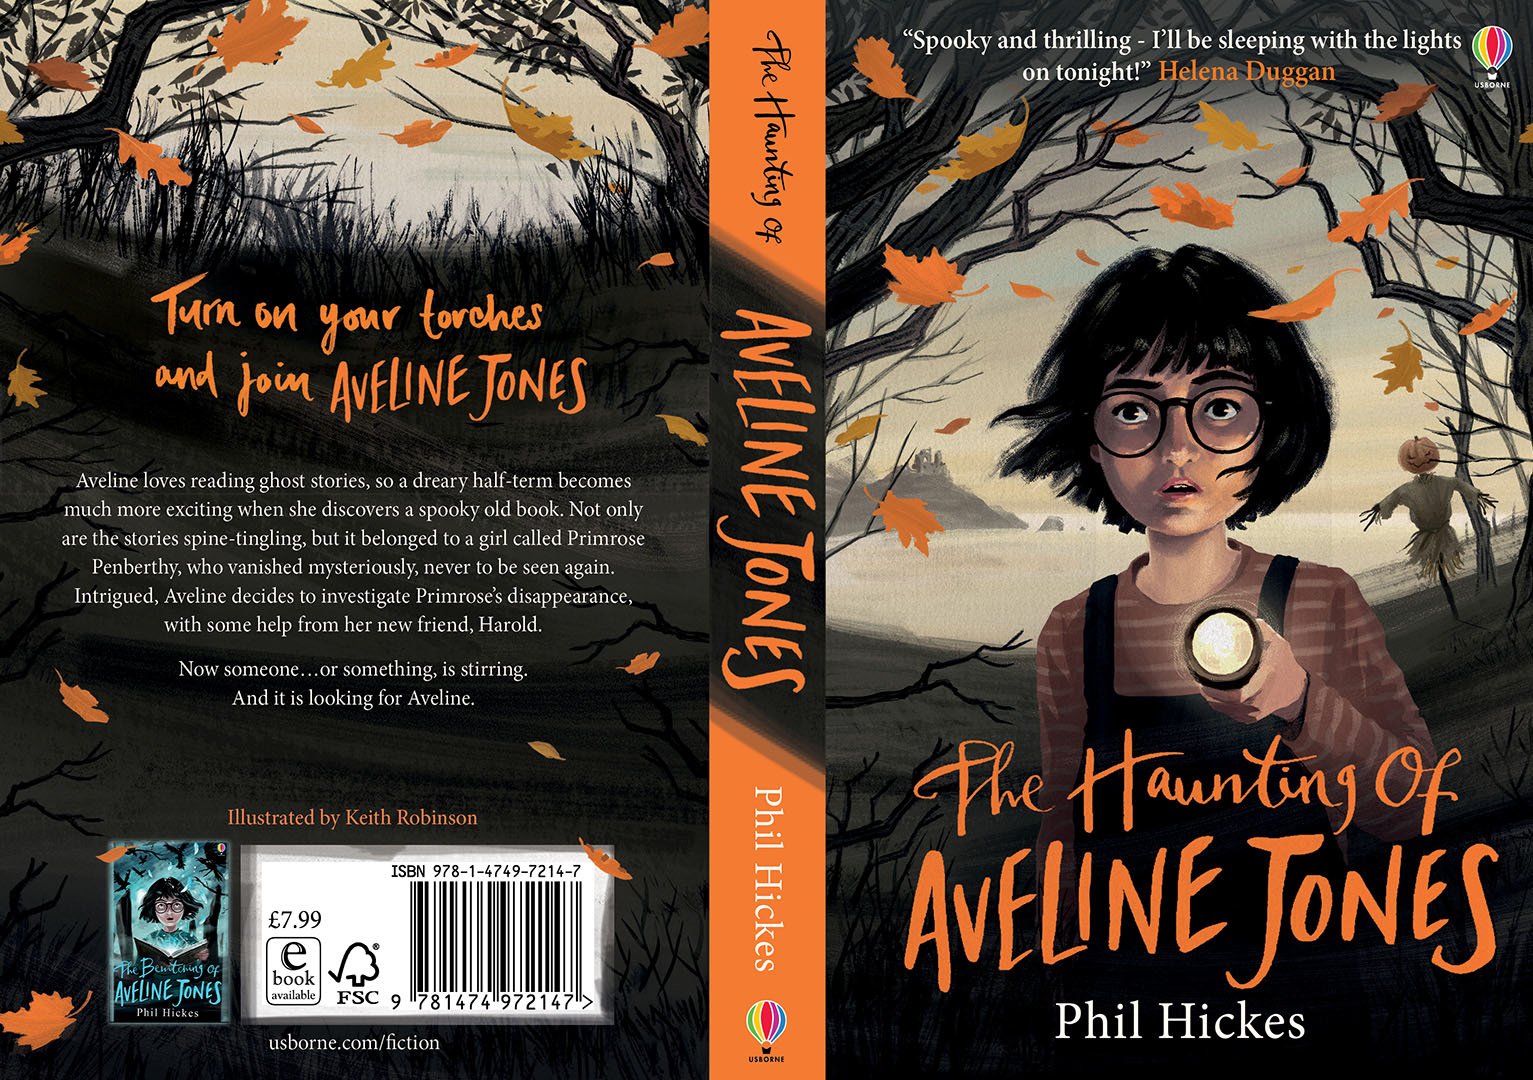 Turn on your torches
and join AVELINE JONES
Aveline loves reading ghost stories, so a dreary half-term becomes
much more exciting when she discovers a spooky old book. Not only
are the stories spine-tingling, but it belonged to a girl called Primrose
Penberthy, who vanished mysteriously, never to be seen again.
Intrigued, Aveline decides to investigate Primrose’s disappearance,
with some help from her new friend, Harold.
Now someone…or something, is stirring.
And it is looking for Aveline.
Illustrated by Keith Robinson
The Bewitching of
AVELINE JONES
Phil Hickes
ISBN 978-1-4749-7214-7
£7.99
e
book
available
FSC
®
9 781474 972147 >
usborne.com/fiction
The Haunting Of
AVELINE JONES
Phil Hickes
USBORNE
“Spooky and thrilling - I’ll be sleeping with the lights
on tonight!” Helena Duggan
USBORNE
The Haunting Of
AVELINE JONES
Phil Hickes